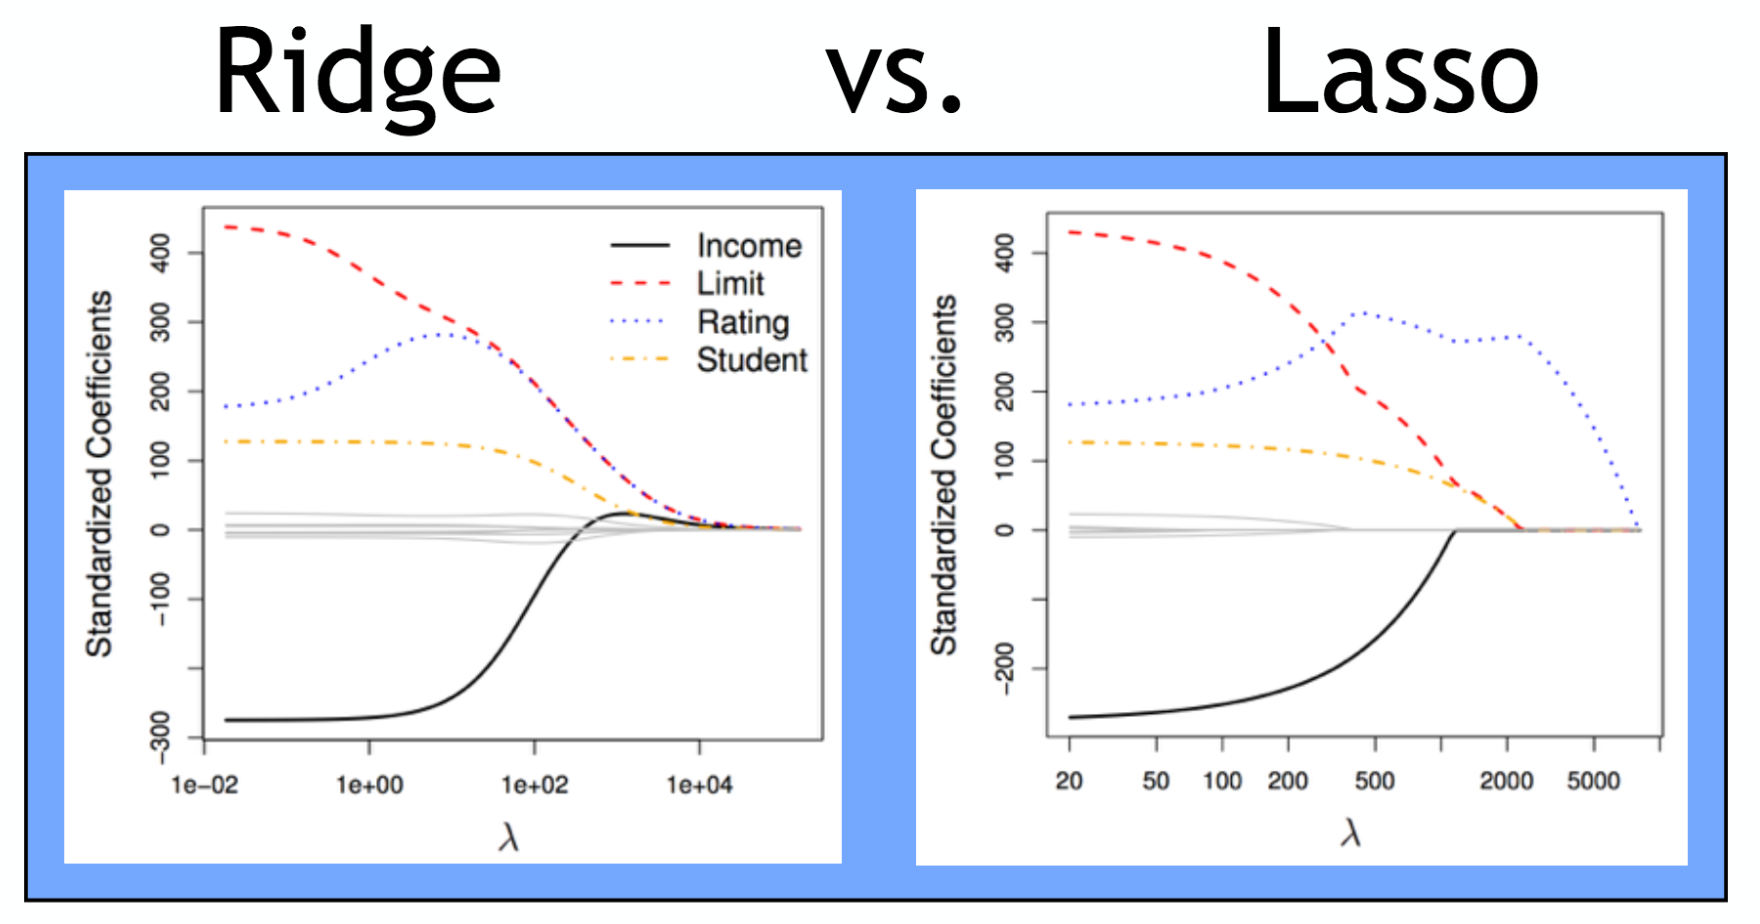 Ridge vs. Lasso
Standardized Coefficients
400
300
200
100
0
−100
−300
1e−02 1e+00 1e+02 1e+04
λ
Income
Limit
Rating
Student
Standardized Coefficients
400
300
200
100
0
−200
20 50 100 200 500 2000 5000
λ